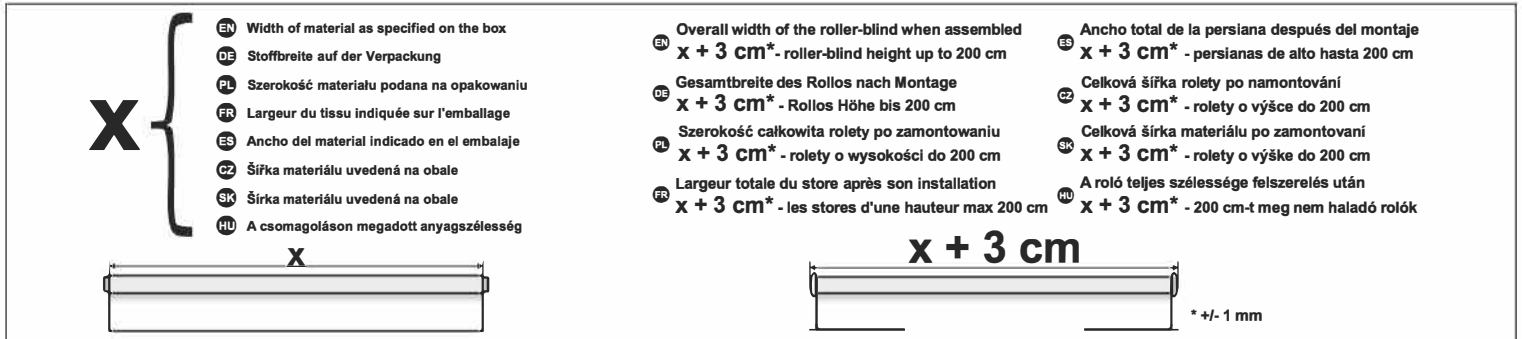 X
EN Width of material as specified on the box
DE Stoffbreite auf der Verpackung
PL Szerokość materiału podana na opakowaniu
FR Largeur du tissu indiquée sur l'emballage
ES Ancho del material indicado en el embalaje
CZ Šířka materiálu uvedená na obale
SK Šírka materiálu uvedená na obale
HU A csomagoláson megadott anyagszélesség
X
EN Overall width of the roller-blind when assembled
x + 3 cm* - roller-blind height up to 200 cm
DE Gesamtbreite des Rollos nach Montage
x + 3 cm* - Rollos Höhe bis 200 cm
PL Szerokość całkowita rolety po zamontowaniu
x + 3 cm* - rolety o wysokości do 200 cm
FR Largeur totale du store après son installation
x + 3 cm* - les stores d'une hauteur max 200 cm
ES Ancho total de la persiana después del montaje
x + 3 cm* - persianas de alto hasta 200 cm
CZ Celková šířka rolety po namontování
x + 3 cm* - rolety o výšce do 200 cm
SK Celková šírka materiálu po zamontovaní
x + 3 cm* - rolety o výške do 200 cm
HU A roló teljes szélessége felszerelés után
x + 3 cm* - 200 cm-t meg nem haladó rolók
x + 3 cm
* +/- 1 mm